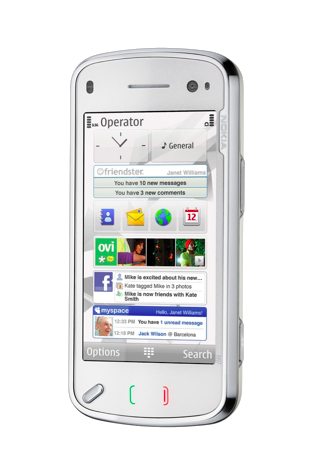 NOKIA
Operator
General
friendster. Janet Williams
You have 10 new messages
You have 3 new comments
12
ovi
f
Mike is excited about his new...
Kate tagged Mike in 3 photos
Mike is now friends with Kate
Smith
myspace Hello, Janet Williams!
12:33 PM You have 1 unread message
12:16 PM Jack Wilson @ Barcelona
Options Search